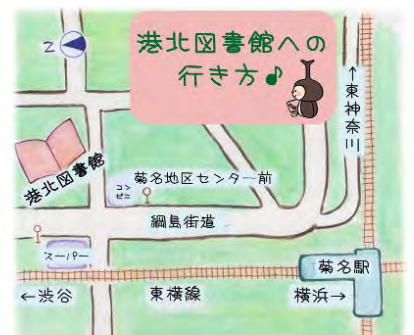 港北図書館への
行き方♪
Z
↑東神奈川
港北図書館
コン
ビニ
菊名地区センター前
綱島街道
スーパー
菊名駅
←渋谷
東横線
横浜→